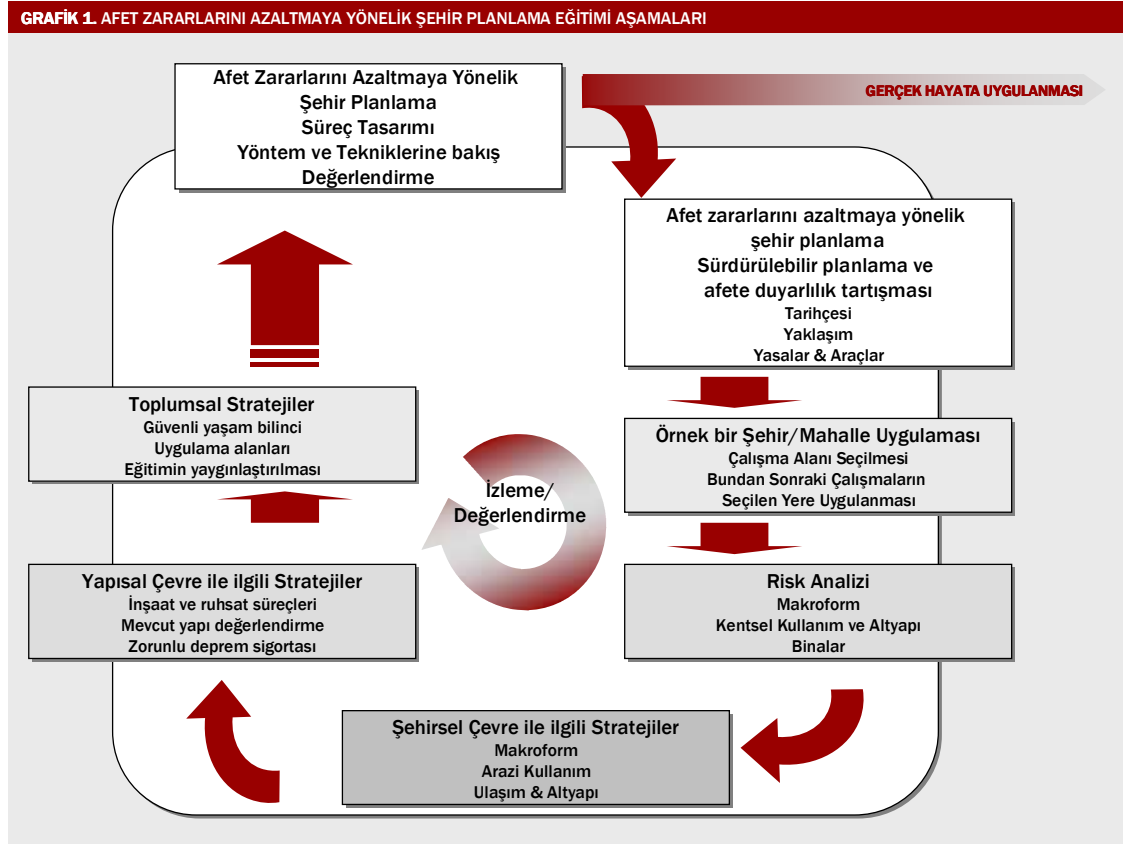 GRAFİK 1. AFET ZARARLARINI AZALTMAYA YÖNELİK ŞEHİR PLANLAMA EĞİTİMİ AŞAMALARI
Afet Zararlarını Azaltmaya Yönelik
Şehir Planlama
Süreç Tasarımı
Yöntem ve Tekniklerine bakış
Değerlendirme
GERÇEK HAYATA UYGULANMASI
Afet zararlarını azaltmaya yönelik
şehir planlama
Sürdürülebilir planlama ve
afete duyarlılık tartışması
Tarihçesi
Yaklaşım
Yasalar & Araçlar
Örnek bir Şehir/Mahalle Uygulaması
Çalışma Alanı Seçilmesi
Bundan Sonraki Çalışmaların
Seçilen Yere Uygulanması
Risk Analizi
Makroform
Kentsel Kullanım ve Altyapı
Binalar
Şehirsel Çevre ile ilgili Stratejiler
Makroform
Arazi Kullanım
Ulaşım & Altyapı
Yapısal Çevre ile ilgili Stratejiler
İnşaat ve ruhsat süreçleri
Mevcut yapı değerlendirme
Zorunlu deprem sigortası
Toplumsal Stratejiler
Güvenli yaşam bilinci
Uygulama alanları
Eğitimin yaygınlaştırılması
İzleme/
Değerlendirme